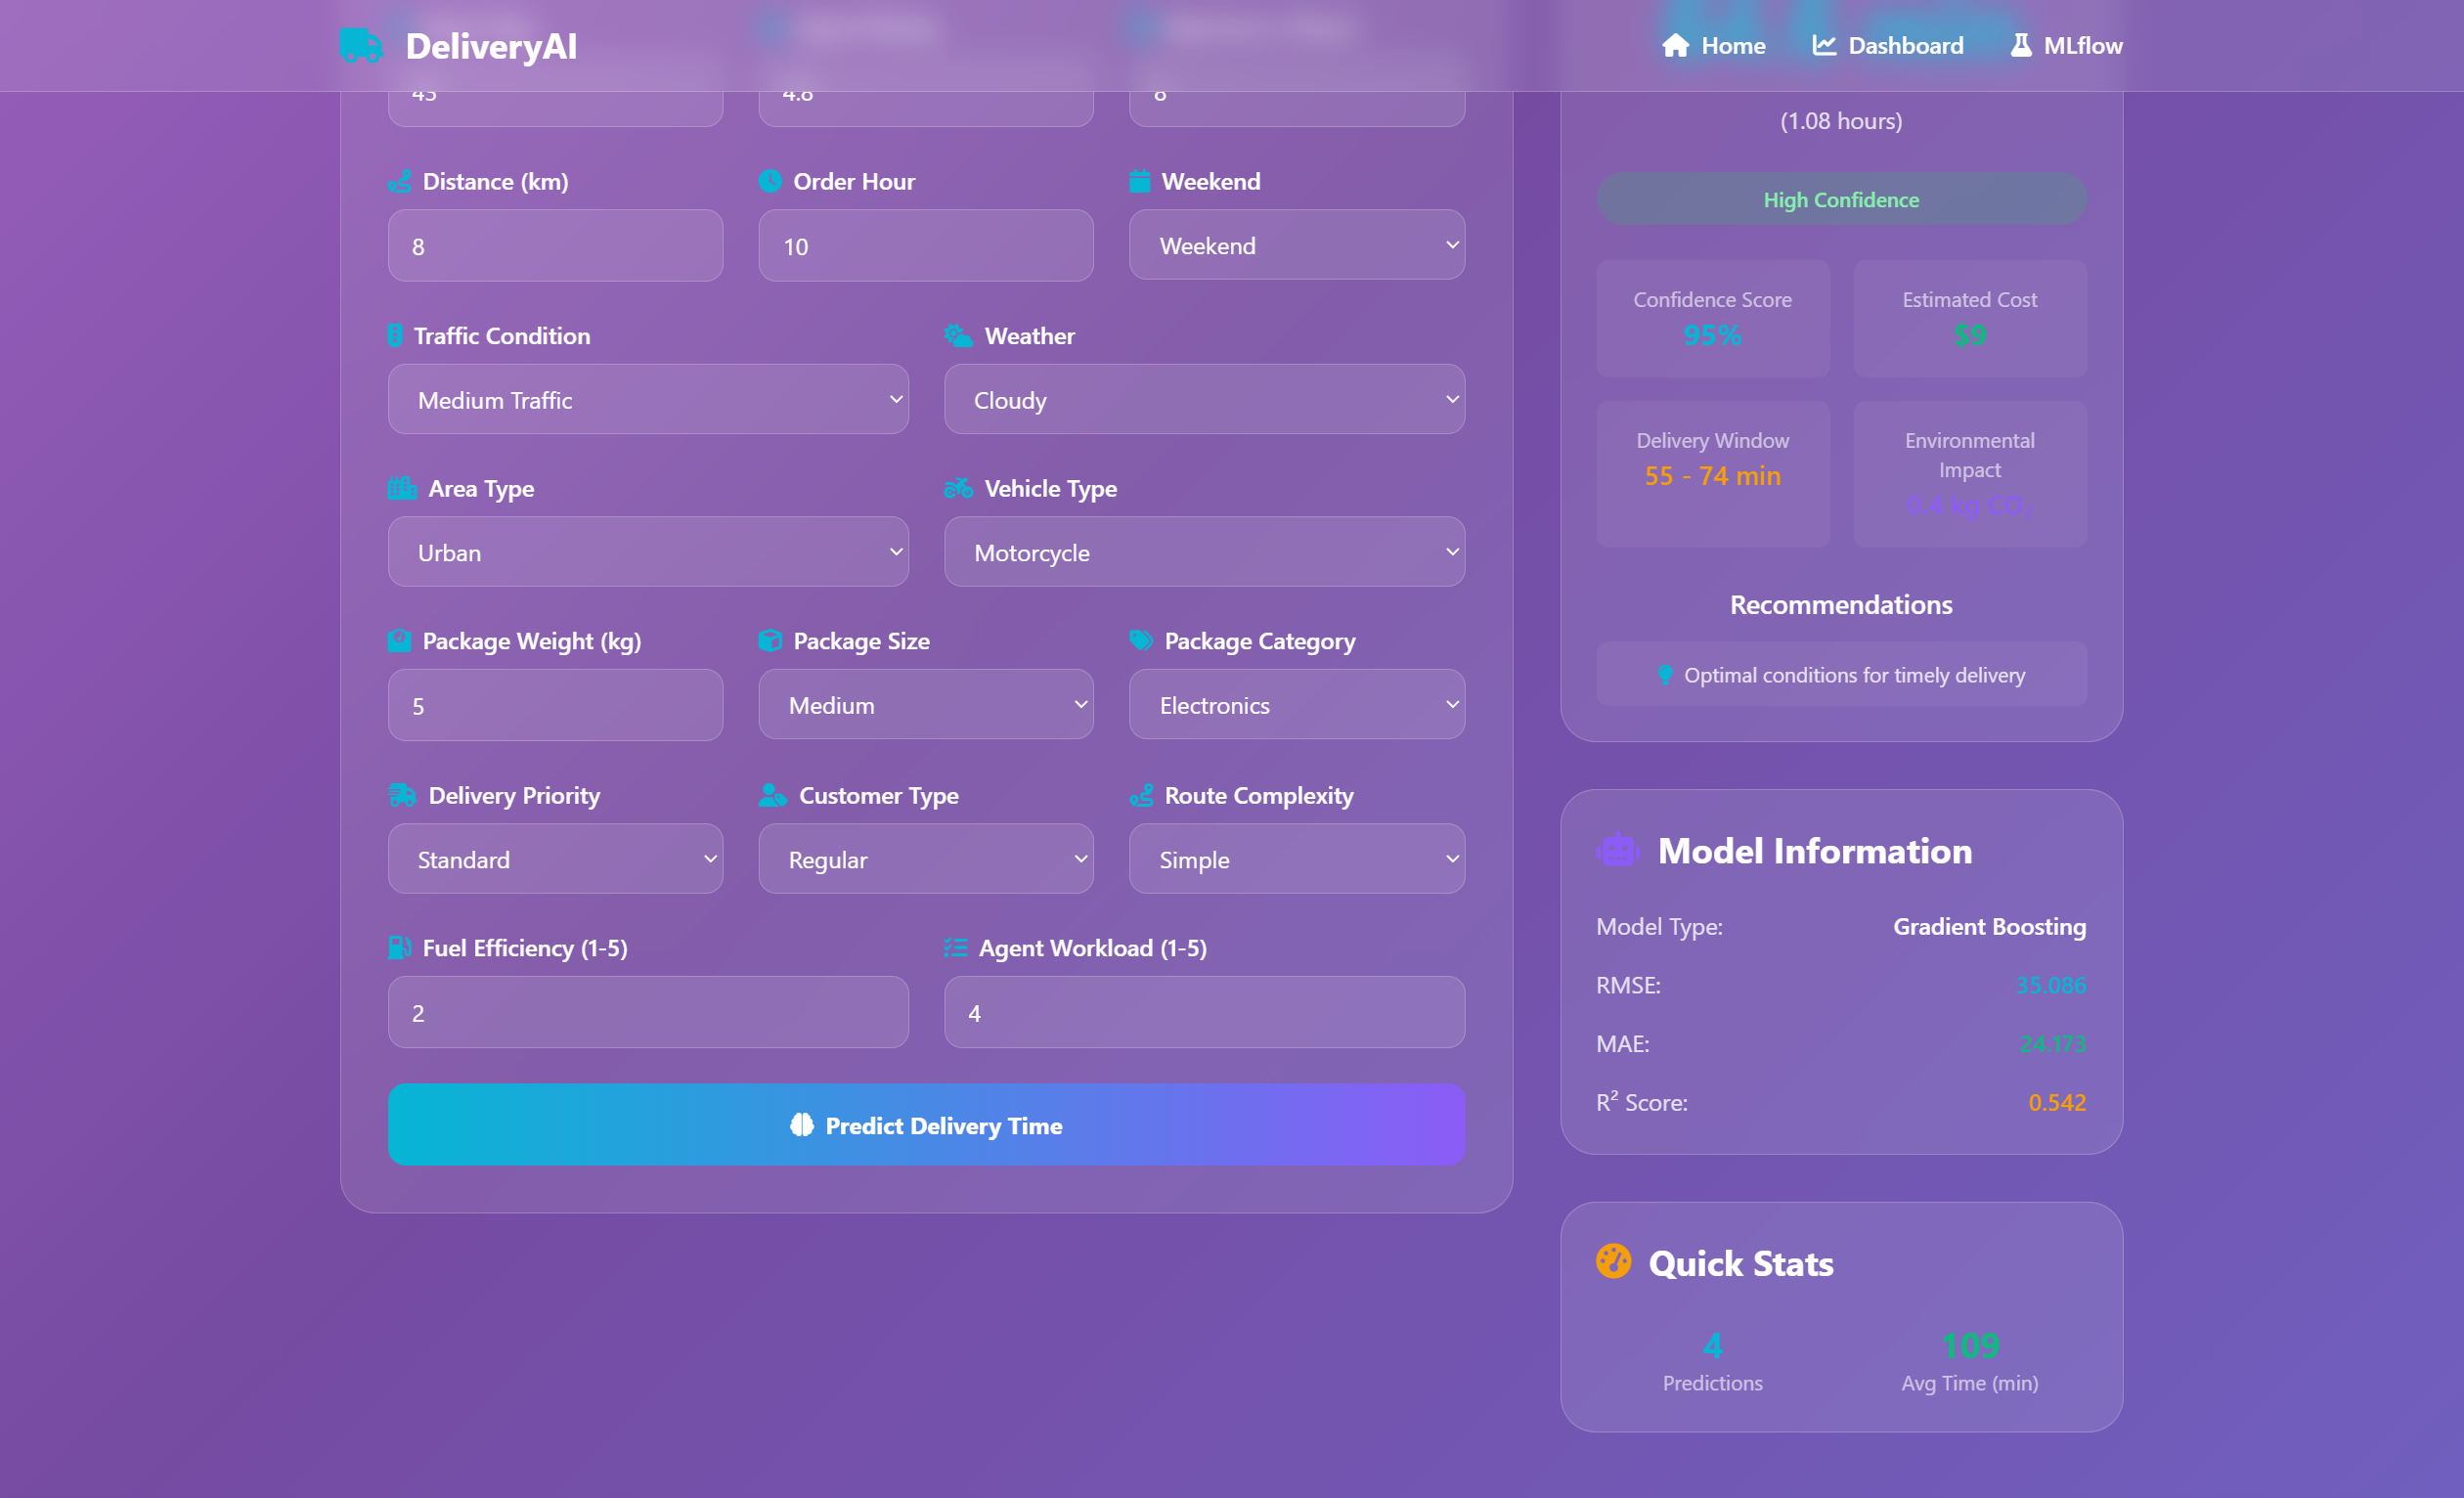 DeliveryAI
Home
Dashboard
MLflow
45
4.8
8
Distance (km)
Order Hour
Weekend
8
10
Weekend
Traffic Condition
Weather
Medium Traffic
Cloudy
Area Type
Vehicle Type
Urban
Motorcycle
Package Weight (kg)
Package Size
Package Category
5
Medium
Electronics
Delivery Priority
Customer Type
Route Complexity
Standard
Regular
Simple
Fuel Efficiency (1-5)
Agent Workload (1-5)
2
4
Predict Delivery Time
(1.08 hours)
High Confidence
Confidence Score
95%
Estimated Cost
$9
Delivery Window
55 - 74 min
Environmental
Impact
0.4 kg CO₂
Recommendations
Optimal conditions for timely delivery
Model Information
Model Type:
Gradient Boosting
RMSE:
35.086
MAE:
24.173
R² Score:
0.542
Quick Stats
4
Predictions
109
Avg Time (min)